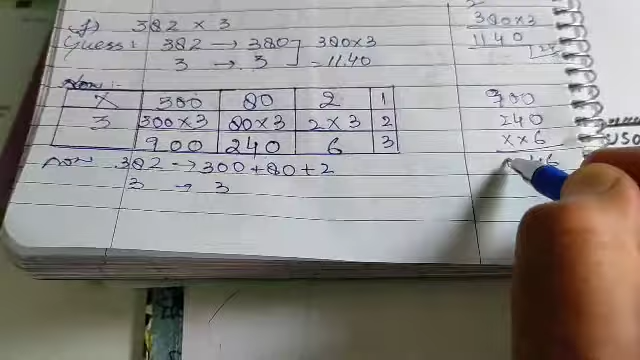 f) 382 × 3
Guess: 382 → 380] 380×3
3 → 3 ] = 1140
Now :-
× 300 80 2 1
3 300×3 80×3 2×3 2
900 240 6 3
now 382 → 300+80+2
3 → 3
380×3
1140
900
240
××6
6